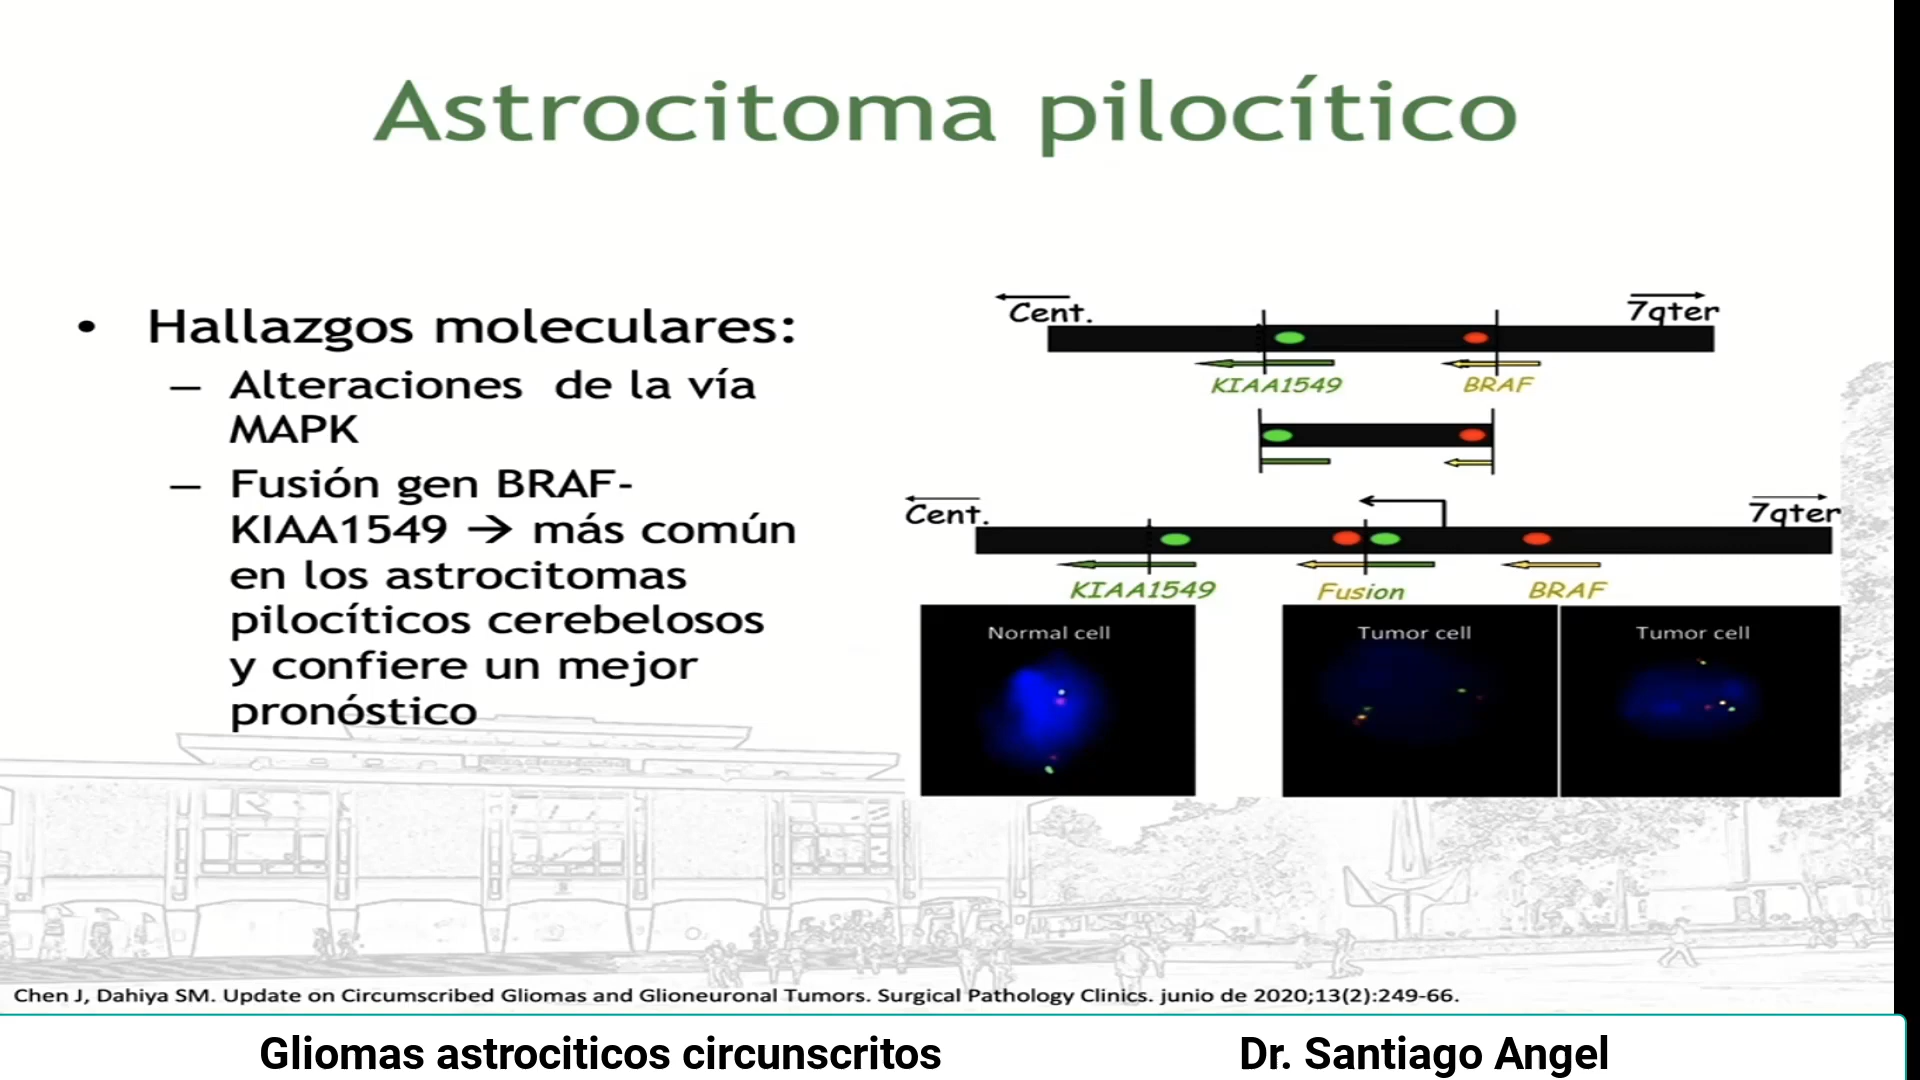 Astrocitoma pilocítico
• Hallazgos moleculares:
– Alteraciones de la vía
MAPK
– Fusión gen BRAF-
KIAA1549 → más común
en los astrocitomas
pilocíticos cerebelosos
y confiere un mejor
pronóstico
Cent. 7qter
KIAA1549 BRAF
Cent. 7qter
KIAA1549 Fusion BRAF
Normal cell Tumor cell Tumor cell
Chen J, Dahiya SM. Update on Circumscribed Gliomas and Glioneuronal Tumors. Surgical Pathology Clinics. junio de 2020;13(2):249-66.
Gliomas astrociticos circunscritos Dr. Santiago Angel